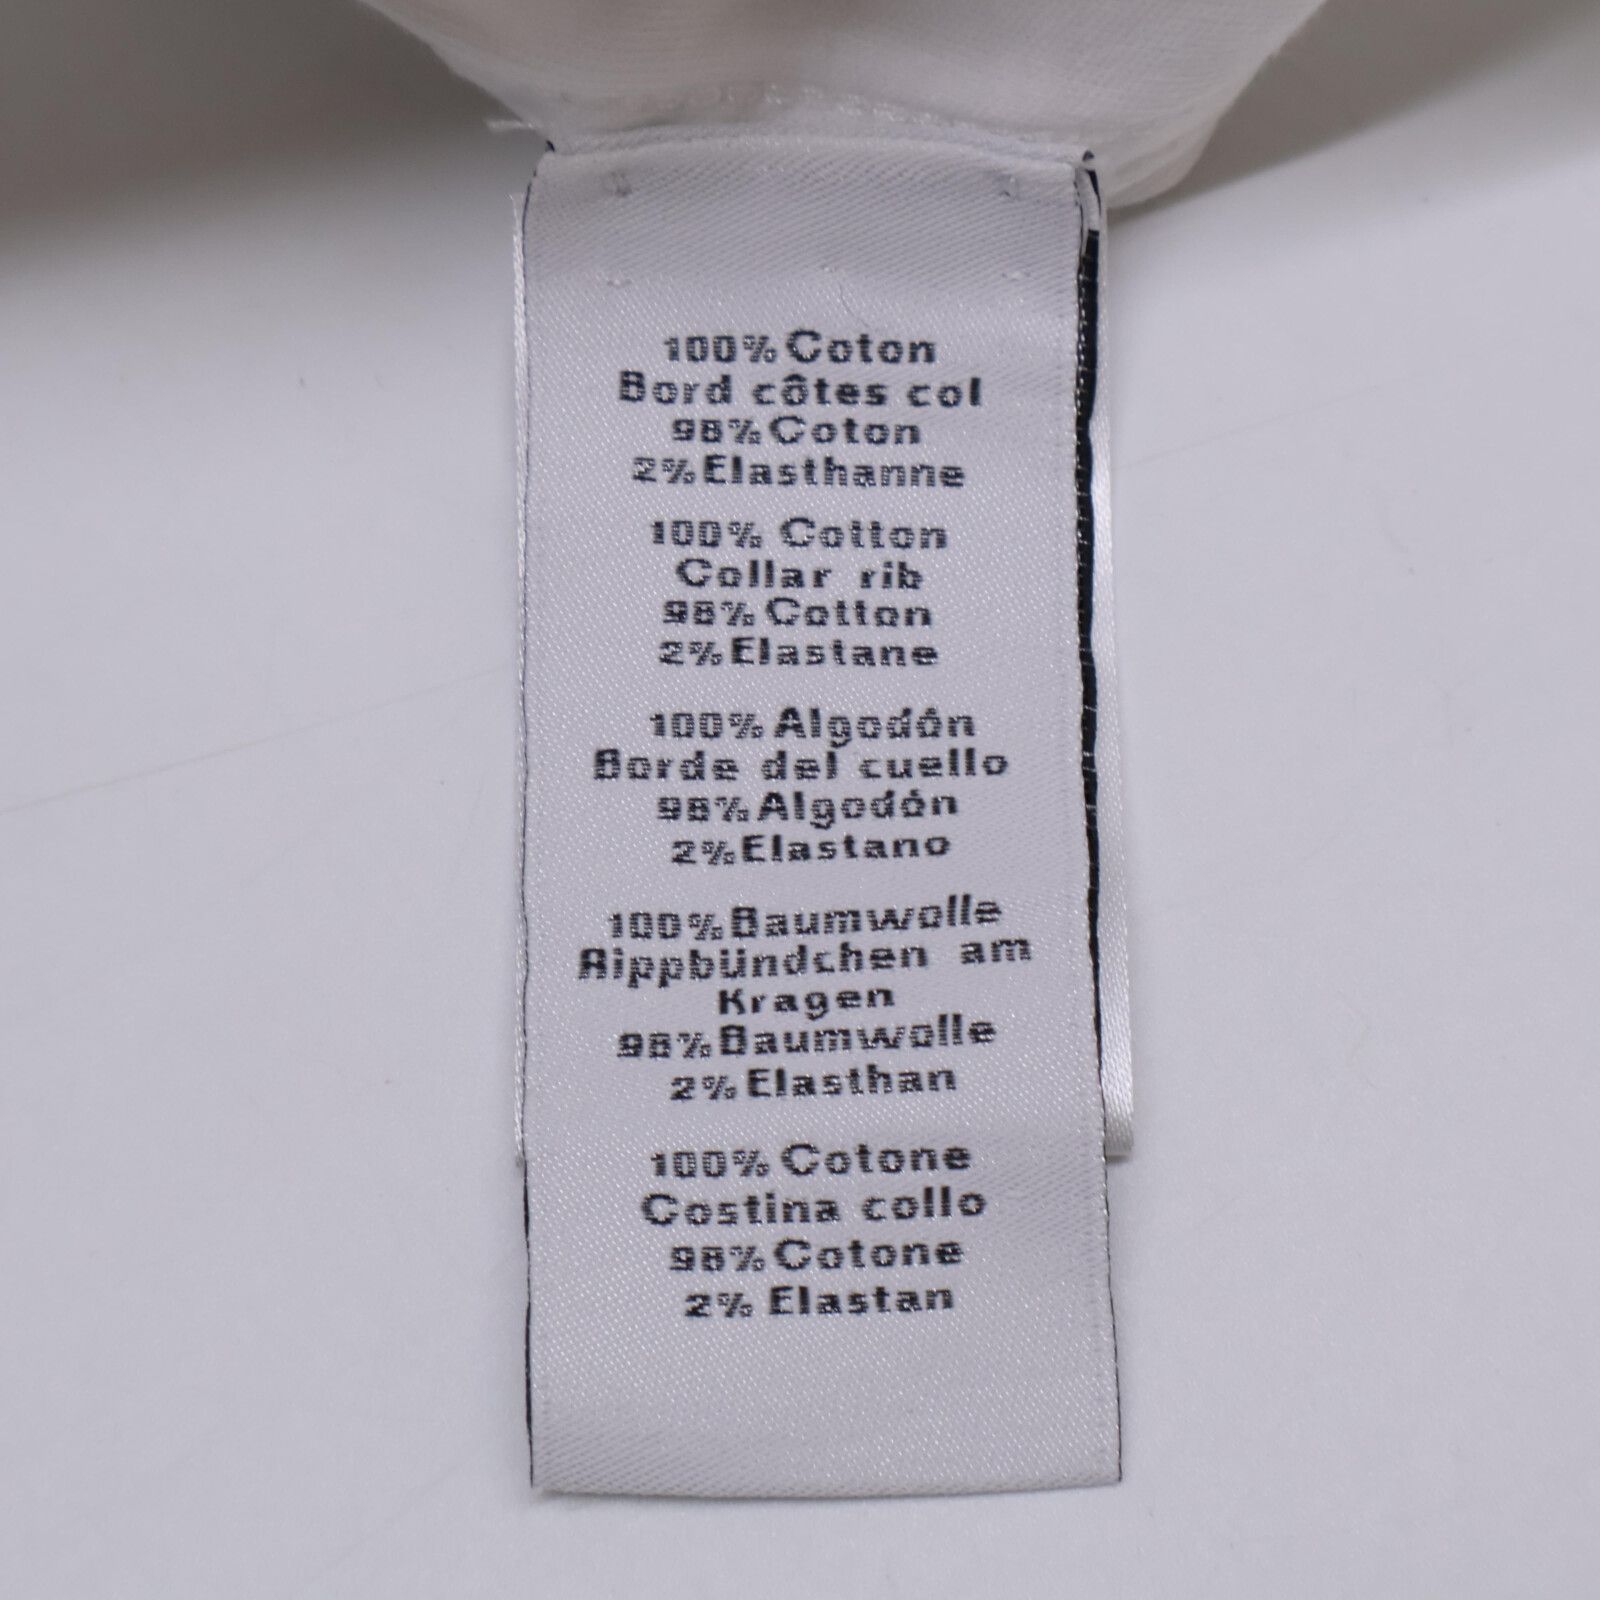 100% Coton
Bord côtes col
98% Coton
2% Elasthanne
100% Cotton
Collar rib
98% Cotton
2% Elastane
100% Algodón
Borde del cuello
98% Algodón
2% Elastano
100% Baumwolle
Rippbündchen am
Kragen
98% Baumwolle
2% Elasthan
100% Cotone
Costina collo
98% Cotone
2% Elastan